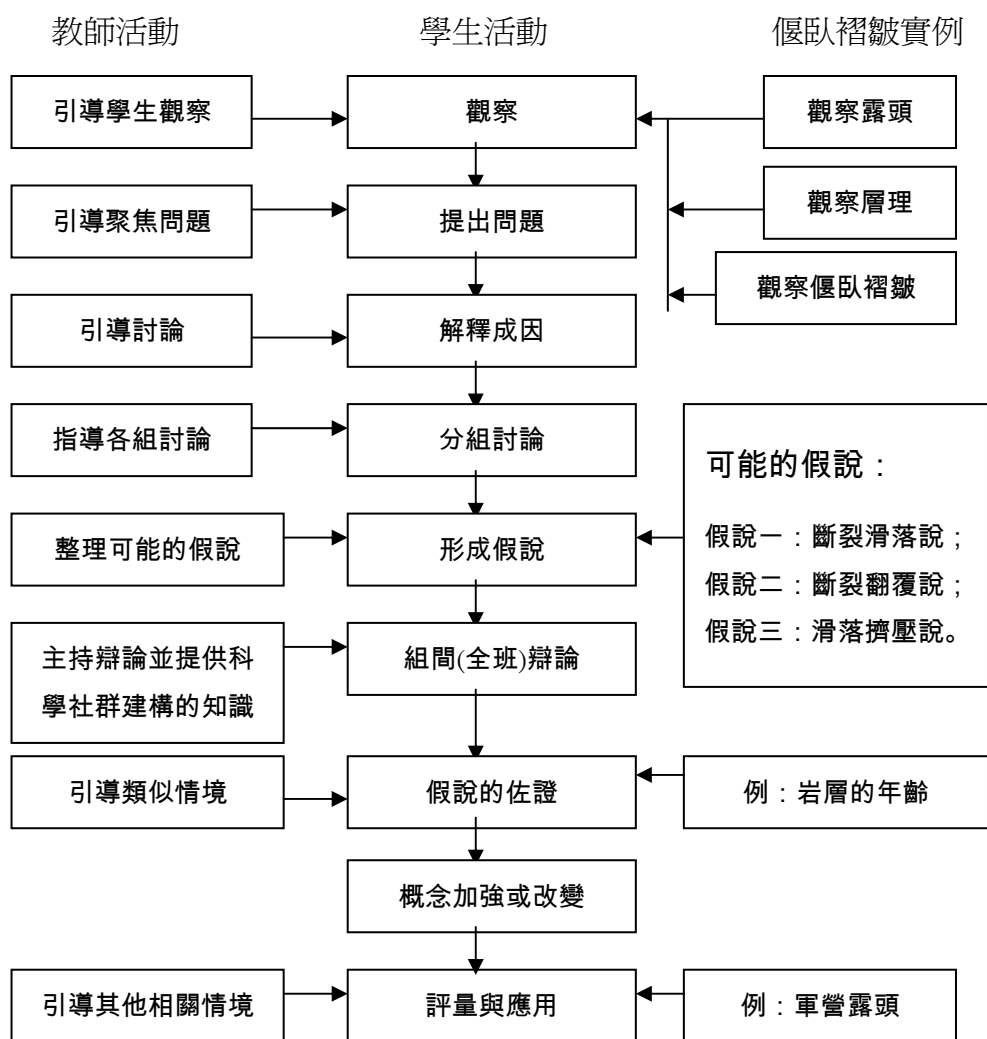 教師活動
學生活動
偃臥褶皺實例
引導學生觀察
觀察
觀察露頭
引導聚焦問題
提出問題
觀察層理
觀察偃臥褶皺
引導討論
解釋成因
指導各組討論
分組討論
可能的假說：
假說一：斷裂滑落說；
假說二：斷裂翻覆說；
假說三：滑落擠壓說。
整理可能的假說
形成假說
主持辯論並提供科
學社群建構的知識
組間(全班)辯論
引導類似情境
假說的佐證
例：岩層的年齡
概念加強或改變
引導其他相關情境
評量與應用
例：軍營露頭